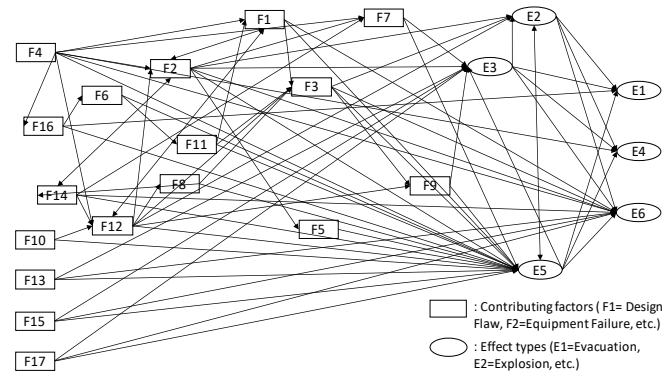 F1
F7
E2
F4
F2
E3
F3
E1
F6
F16
F11
E4
F8
F14
F9
E6
F12
F5
F10
E5
F13
F15
F17
: Contributing factors ( F1= Design
Flaw, F2=Equipment Failure, etc.)
: Effect types (E1=Evacuation,
E2=Explosion, etc.)